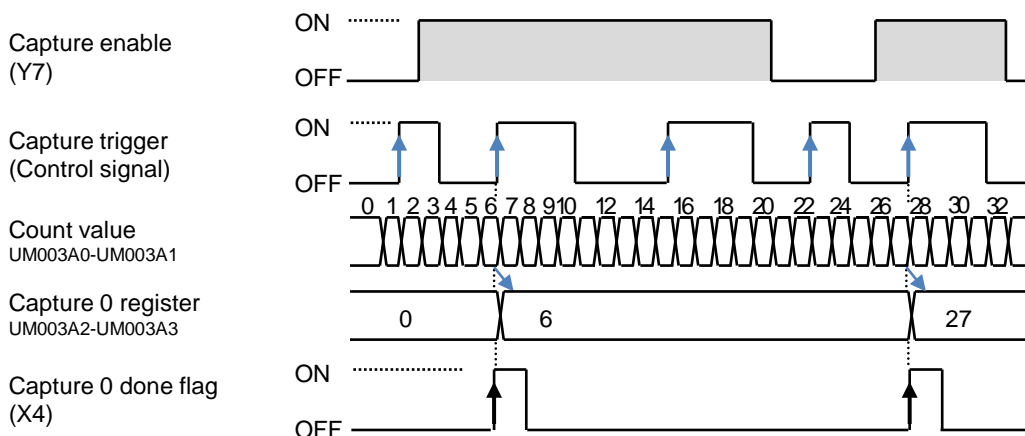 Capture enable
(Y7)
ON
OFF
Capture trigger
(Control signal)
ON
OFF
Count value
UM003A0-UM003A1
0 1 2 3 4 5 6 7 8 9 10 12 14 16 18 20 22 24 26 28 30 32
Capture 0 register
UM003A2-UM003A3
0 6 27
Capture 0 done flag
(X4)
ON
OFF